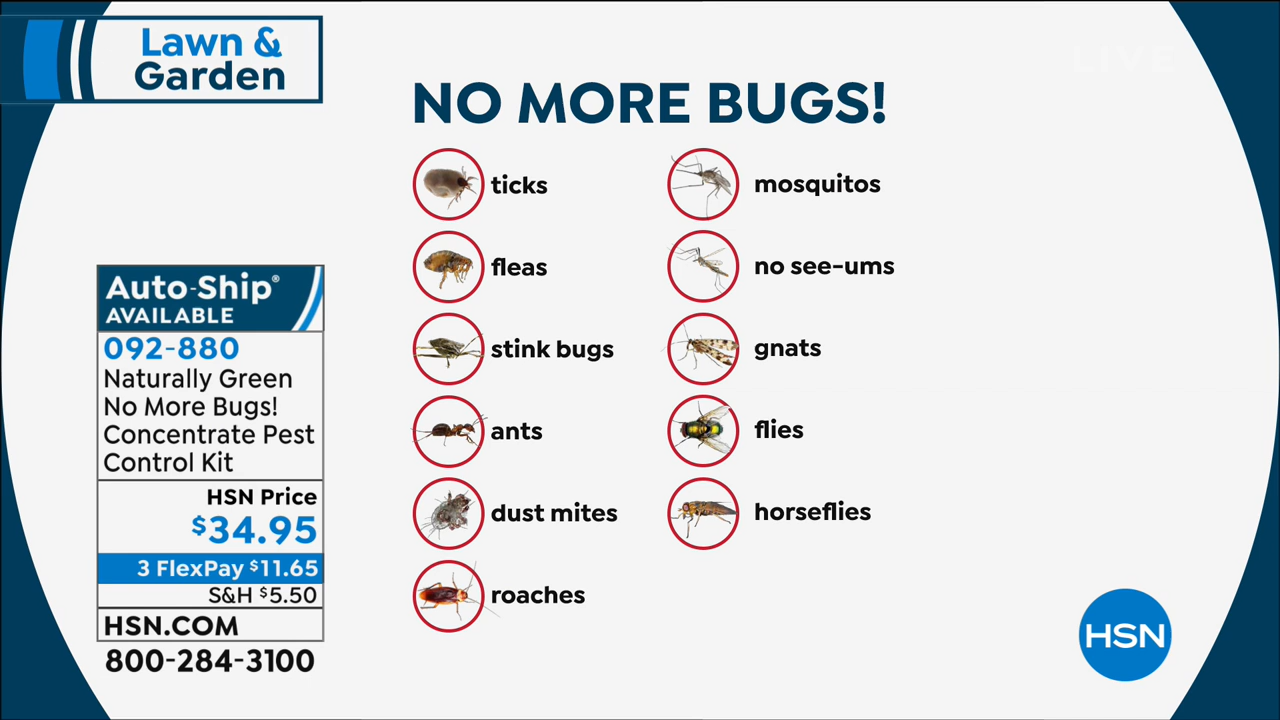 Lawn &
Garden
LIVE
NO MORE BUGS!
ticks
mosquitos
fleas
no see-ums
stink bugs
gnats
ants
flies
dust mites
horseflies
roaches
Auto-Ship®
AVAILABLE
092-880
Naturally Green
No More Bugs!
Concentrate Pest
Control Kit
HSN Price
$34.95
3 FlexPay $11.65
S&H $5.50
HSN.COM
800-284-3100
HSN